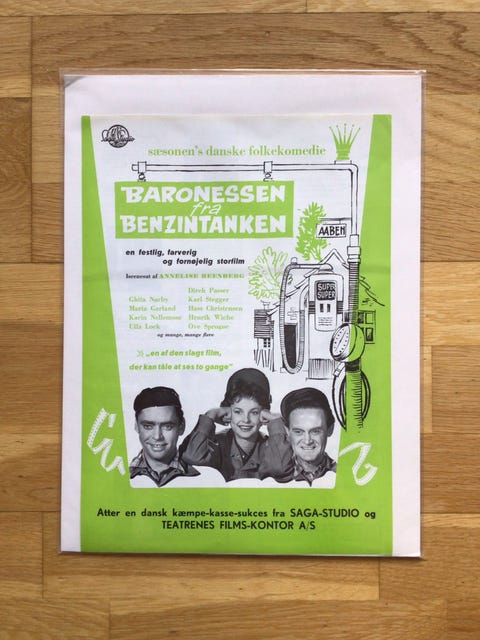 sæsonen's danske folkekomedie
BARONESSEN
fra
BENZINTANKEN
AABEN
en festlig, farverig
og fornøjelig storfilm
Iscenesat af ANNELISE REENBERG
Dirch Passer
Ghita Nørby Karl Stegger
Maria Garland Hass Christensen
Karin Nellemose Henrik Wiehe
Ulla Lock Ove Sprogøe
og mange, mange flere
SUPER
„en af den slags film,
der kan tåle at ses to gange"
Atter en dansk kæmpe-kasse-sukces fra SAGA-STUDIO og
TEATRENES FILMS-KONTOR A/S